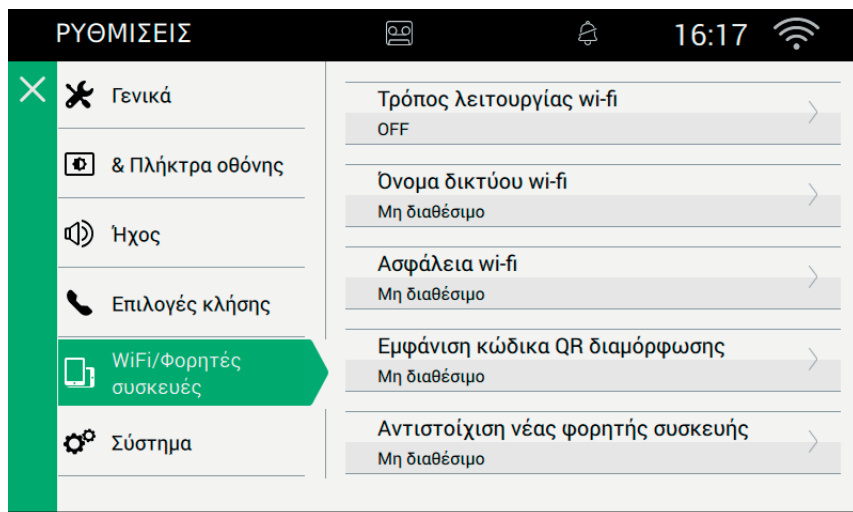 ΡΥΘΜΙΣΕΙΣ 16:17
Γενικά
& Πλήκτρα οθόνης
Ήχος
Επιλογές κλήσης
WiFi/Φορητές
συσκευές
Σύστημα
Τρόπος λειτουργίας wi-fi
OFF
Όνομα δικτύου wi-fi
Μη διαθέσιμο
Ασφάλεια wi-fi
Μη διαθέσιμο
Εμφάνιση κώδικα QR διαμόρφωσης
Μη διαθέσιμο
Αντιστοίχιση νέας φορητής συσκευής
Μη διαθέσιμο